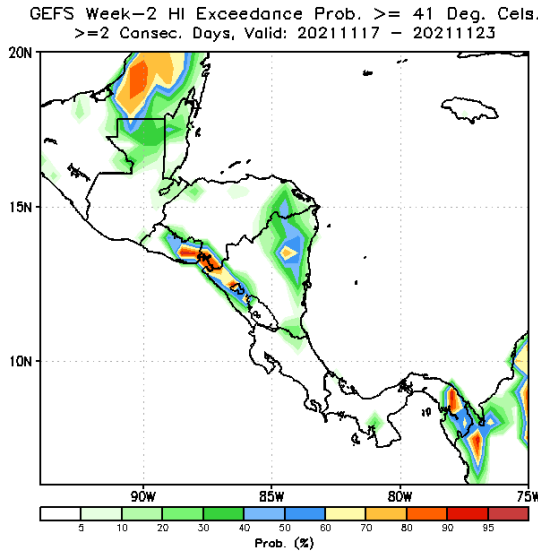 GEFS Week-2 HI Exceedance Prob. >= 41 Deg. Cels.
>=2 Consec. Days, Valid: 20211117 - 20211123
20N
15N
10N
90W 85W 80W 75W
5 10 20 30 40 50 60 70 80 90 95
Prob. (%)